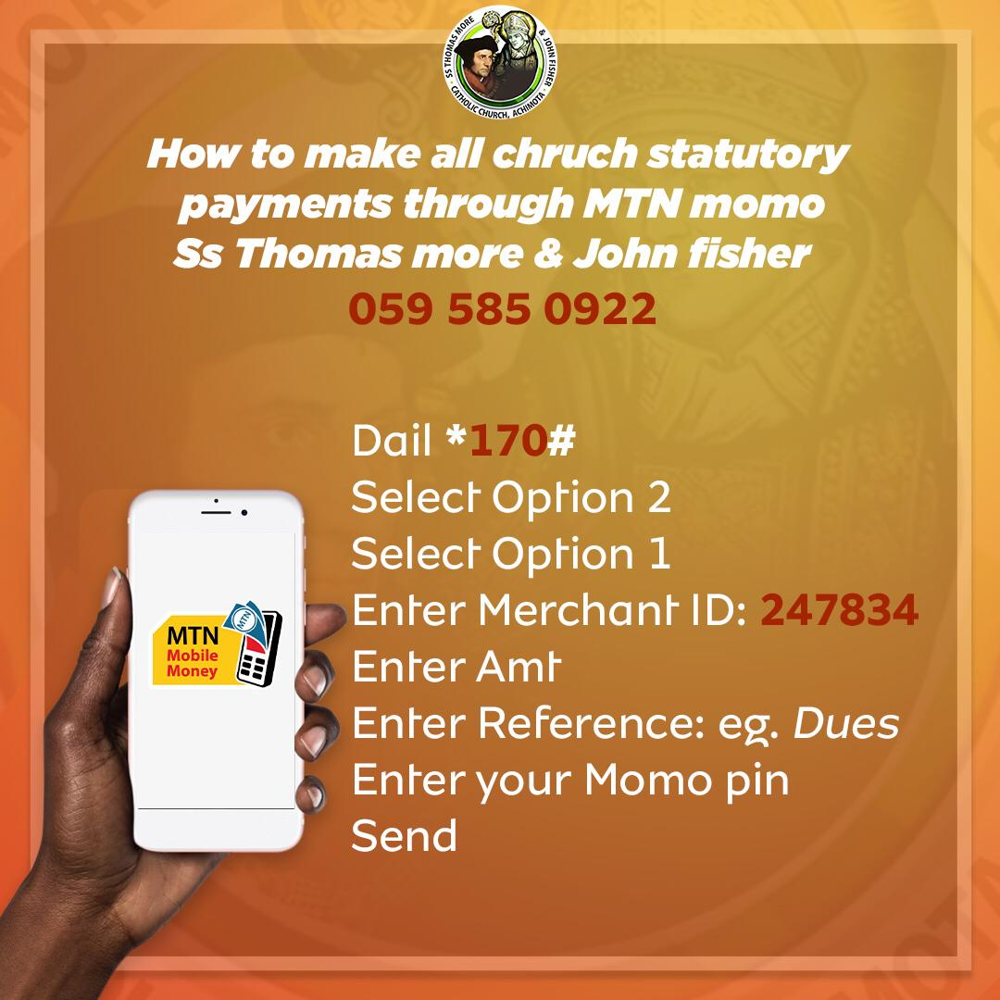 SS THOMAS MORE & JOHN FISHER
CATHOLIC CHURCH, ACHIMOTA
How to make all chruch statutory
payments through MTN momo
Ss Thomas more & John fisher
059 585 0922
Dail *170#
Select Option 2
Select Option 1
Enter Merchant ID: 247834
Enter Amt
Enter Reference: eg. Dues
Enter your Momo pin
Send
MTN
MTN
Mobile
Money